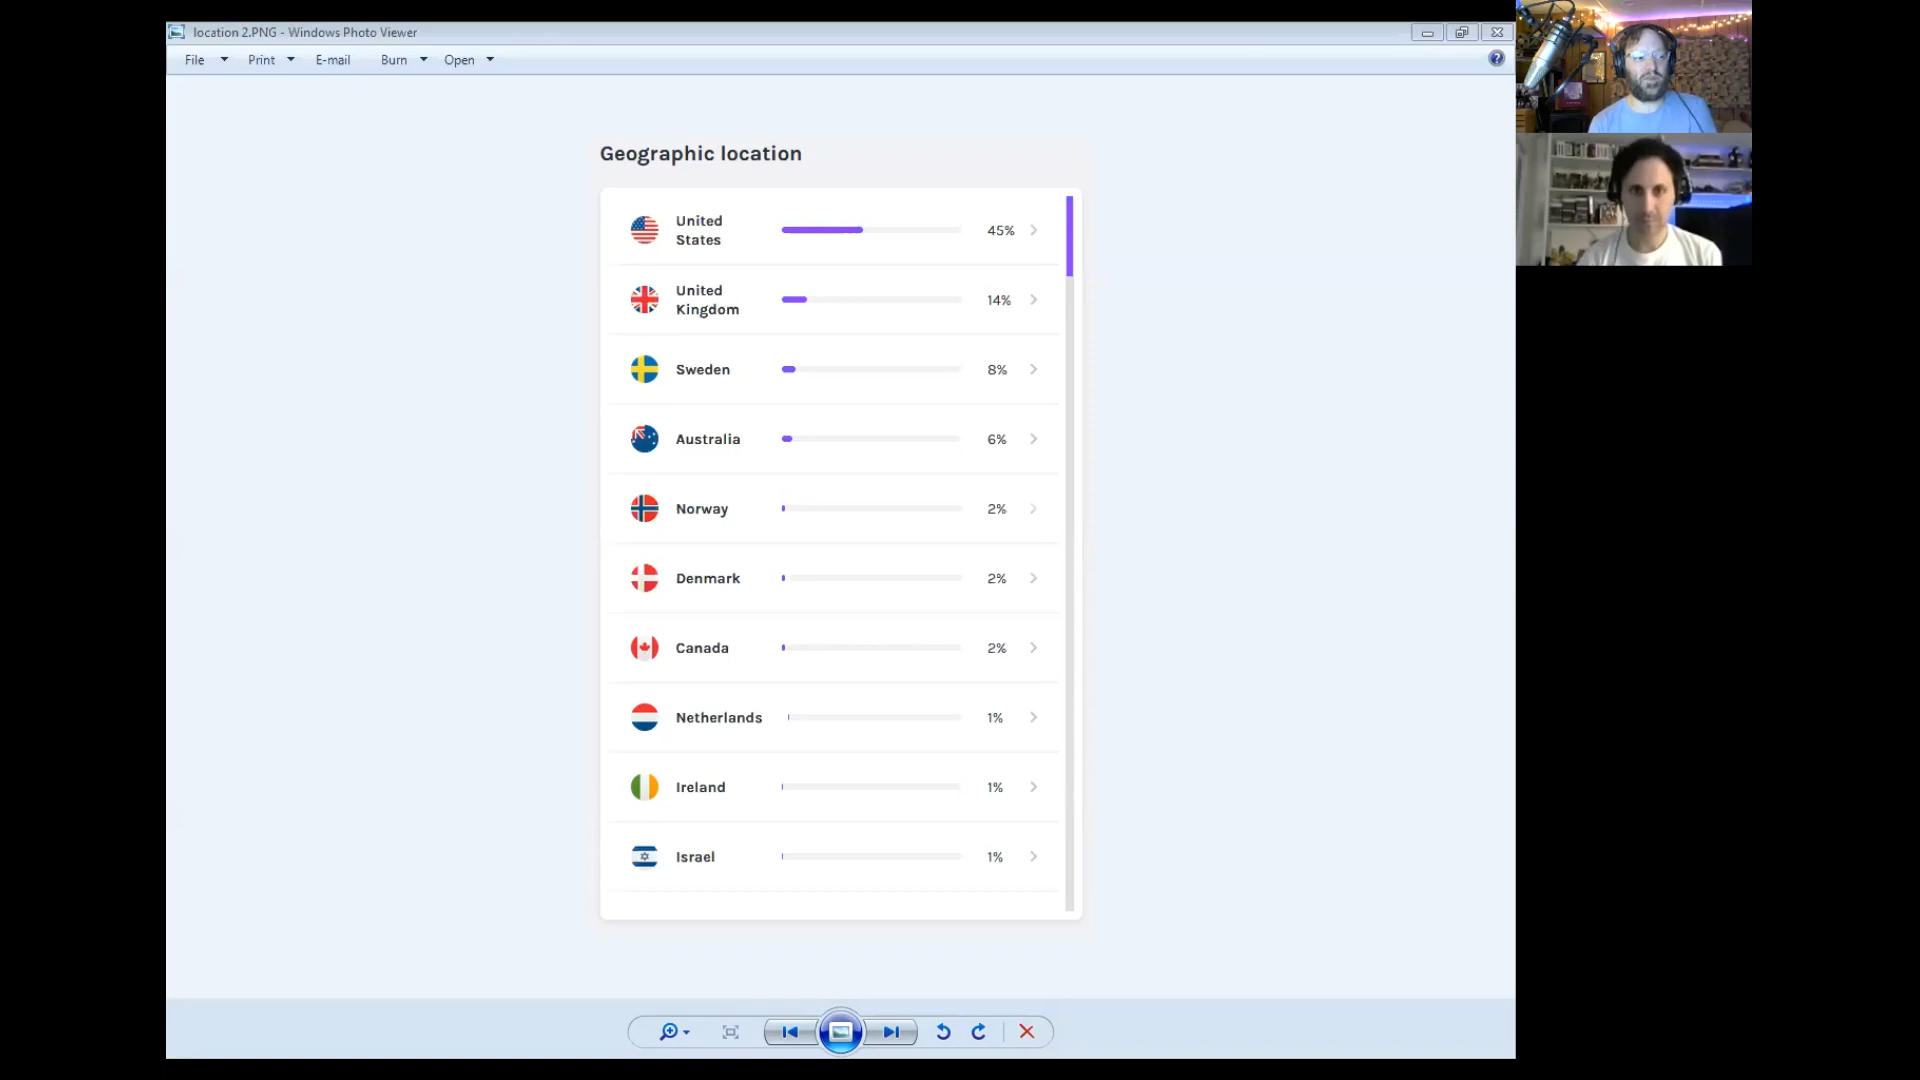 location 2.PNG - Windows Photo Viewer
File Print E-mail Burn Open
Geographic location
United
States
45%
United
Kingdom
14%
Sweden 8%
Australia 6%
Norway 2%
Denmark 2%
Canada 2%
Netherlands 1%
Ireland 1%
Israel 1%